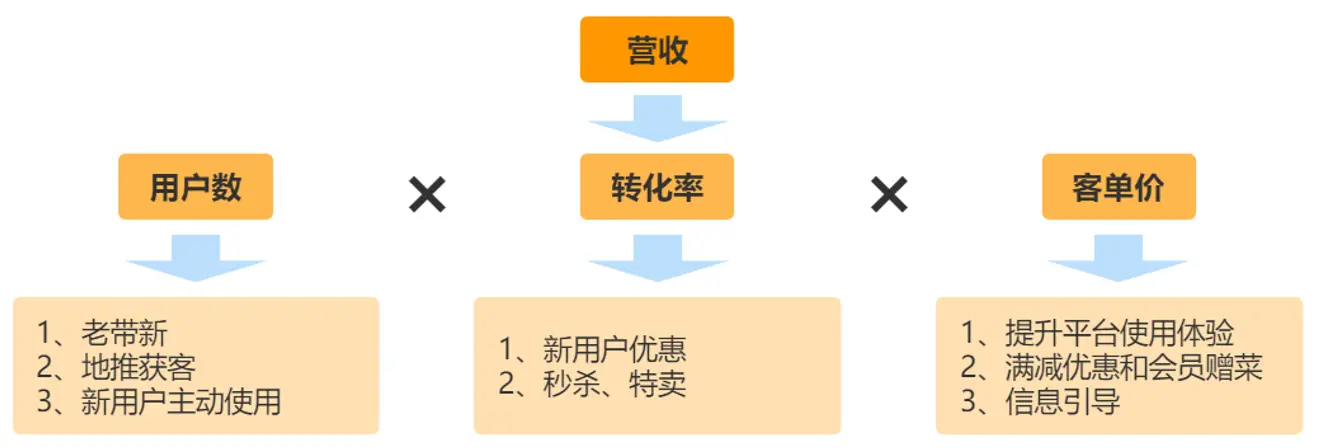 营收
用户数 × 转化率 × 客单价
1、老带新
2、地推获客
3、新用户主动使用
1、新用户优惠
2、秒杀、特卖
1、提升平台使用体验
2、满减优惠和会员赠菜
3、信息引导